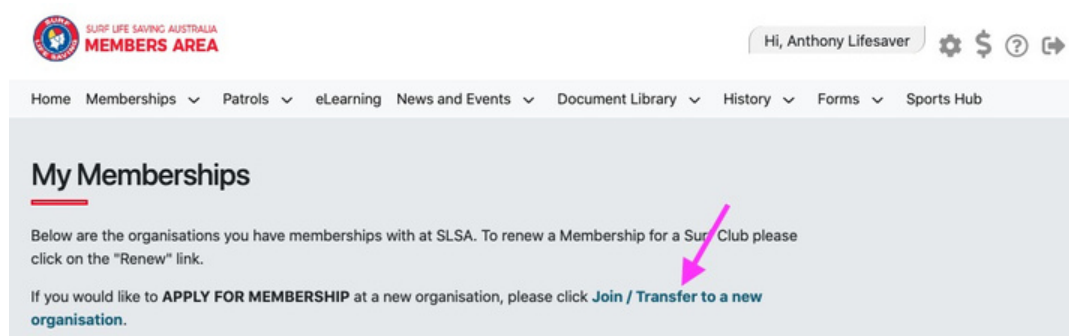 SURF LIFE SAVING AUSTRALIA
MEMBERS AREA
Hi, Anthony Lifesaver
Home Memberships Patrols eLearning News and Events Document Library History Forms Sports Hub
My Memberships
Below are the organisations you have memberships with at SLSA. To renew a Membership for a Surf Club please
click on the "Renew" link.
If you would like to APPLY FOR MEMBERSHIP at a new organisation, please click Join / Transfer to a new
organisation.